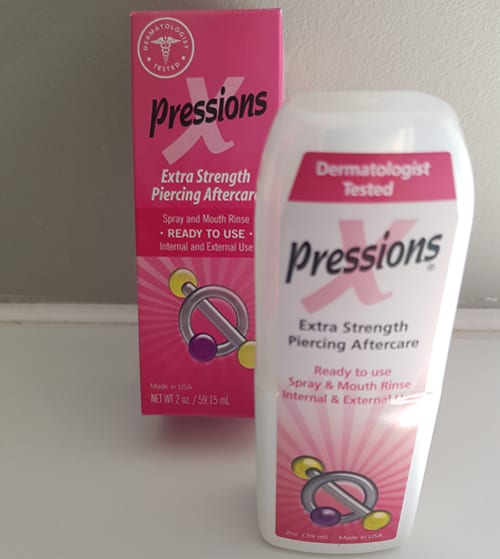 DERMATOLOGIST
TESTED
X
Pressions
Extra Strength
Piercing Aftercare
Spray and Mouth Rinse
• READY TO USE •
Internal and External Use
Made in USA
NET WT 2 oz. / 59.15 mL
Dermatologist
Tested
X
Pressions®
Extra Strength
Piercing Aftercare
Ready to use
Spray & Mouth Rinse
Internal & External Use
2oz. (.59 ml) Made in USA